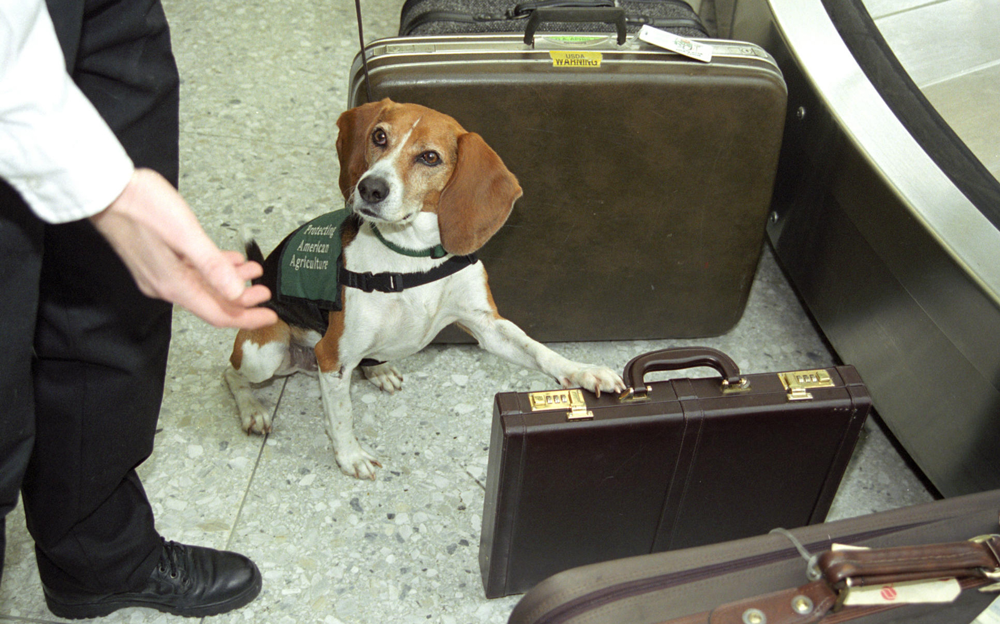 USDA
WARNING
Protecting
American
Agriculture